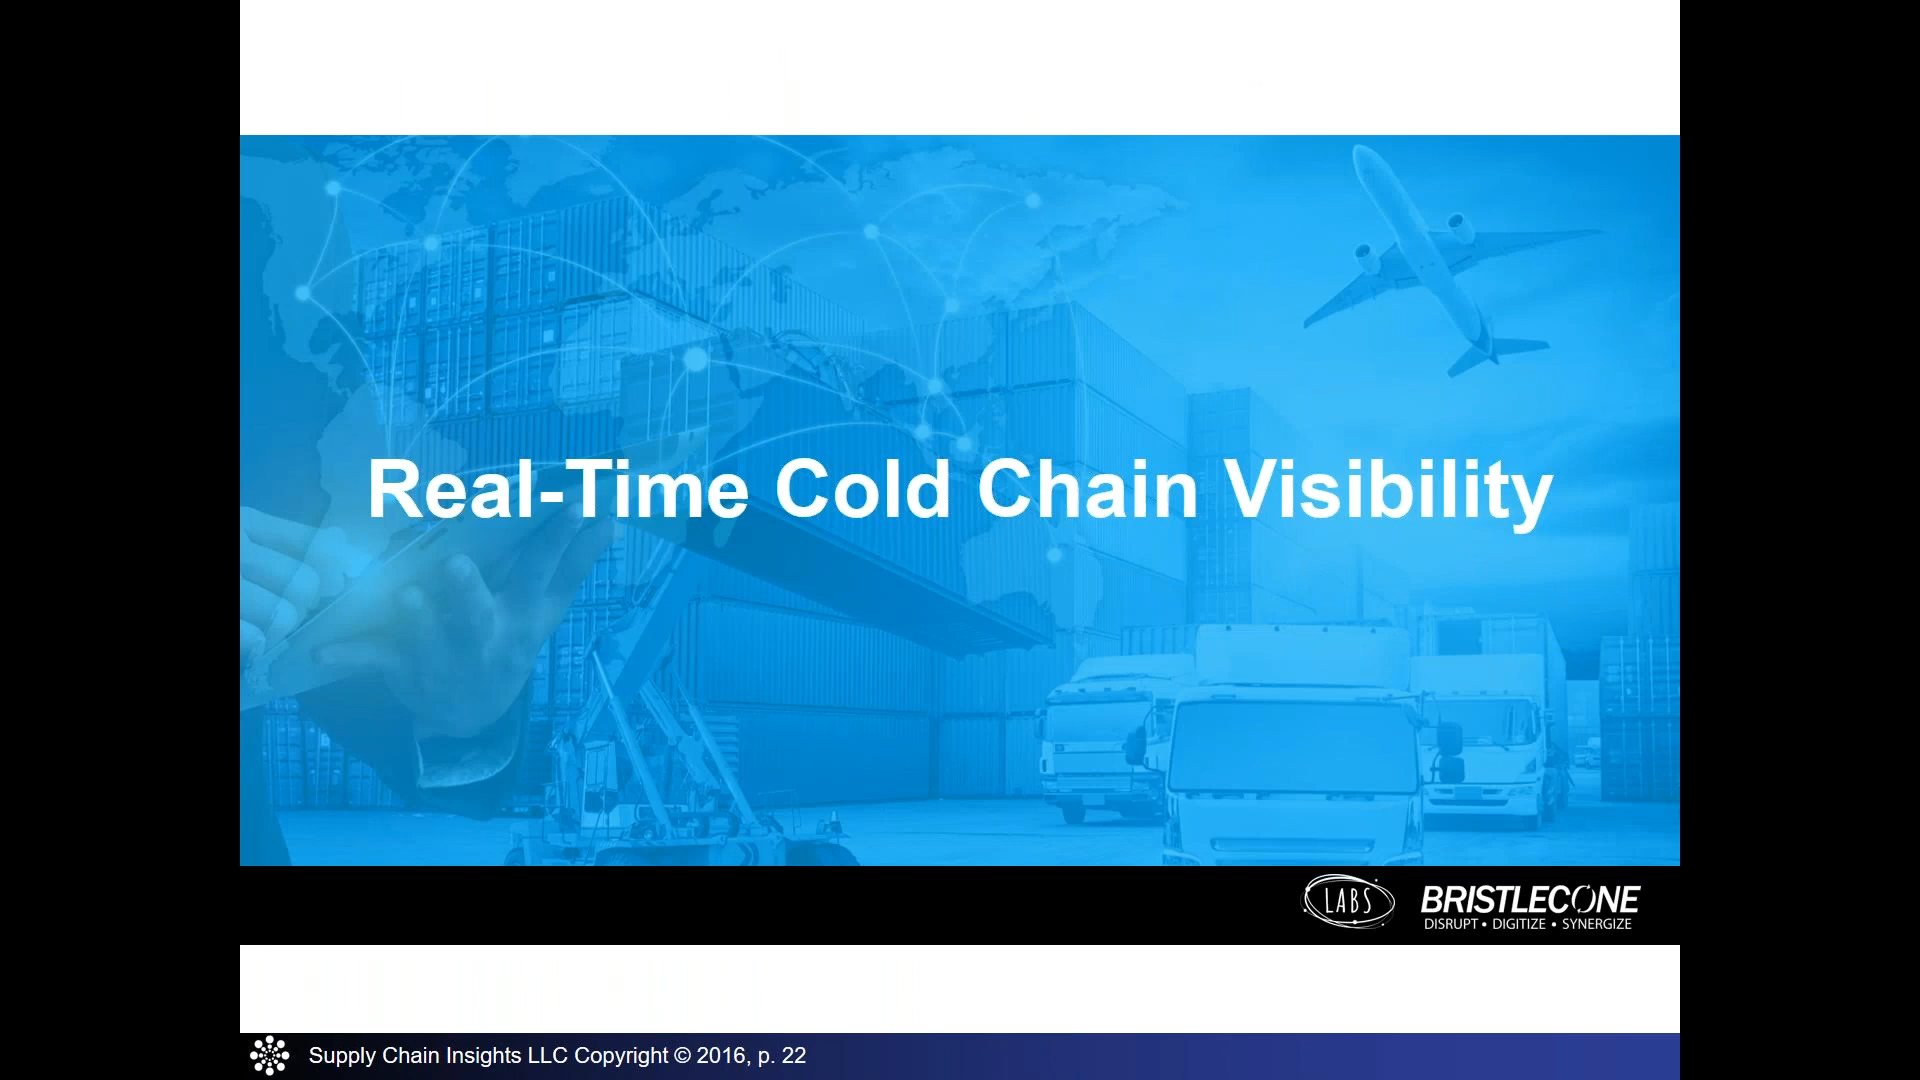 Real-Time Cold Chain Visibility
LABS
BRISTLECONE
DISRUPT • DIGITIZE • SYNERGIZE
Supply Chain Insights LLC Copyright © 2016, p. 22